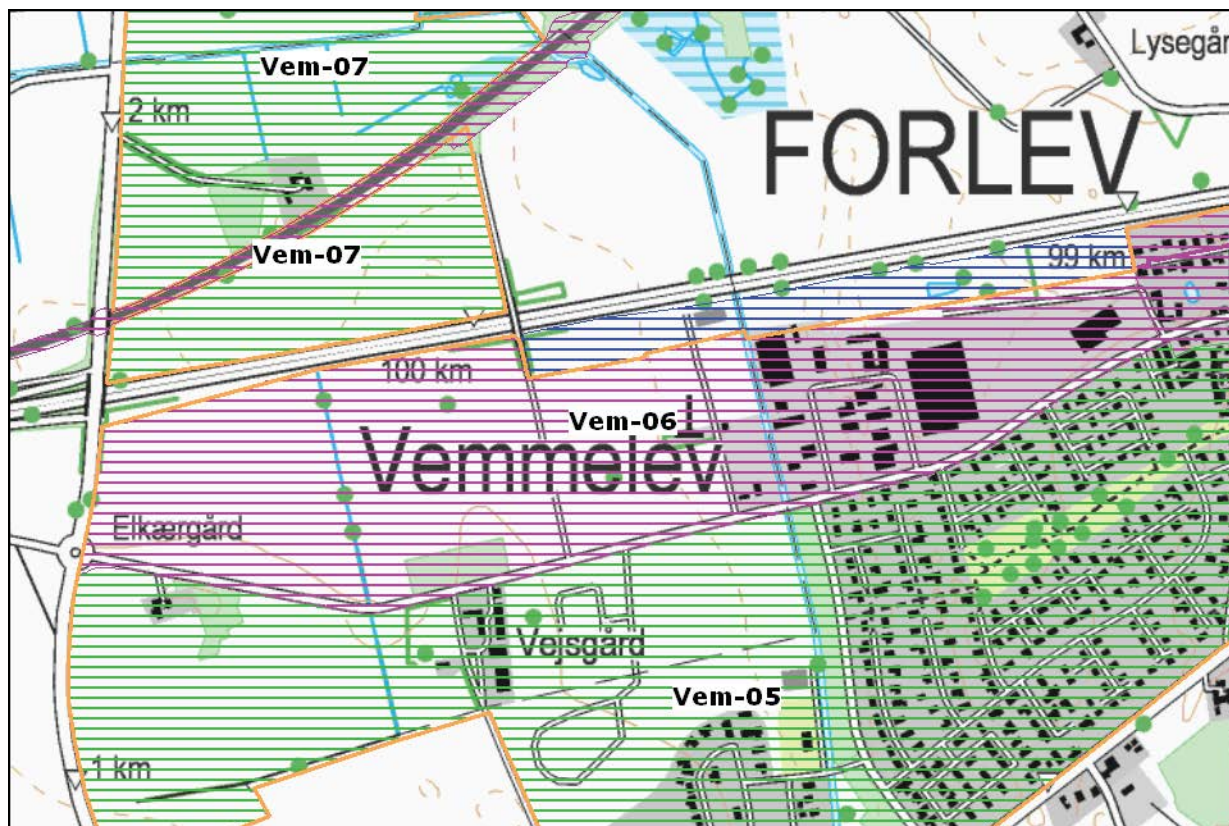 Lysegår
Vem-07
2 km
FORLEV
Vem-07
99 km
100 km
Vem-06
Vemmelev
Elkærgård
Vejsgård
Vem-05
1 km